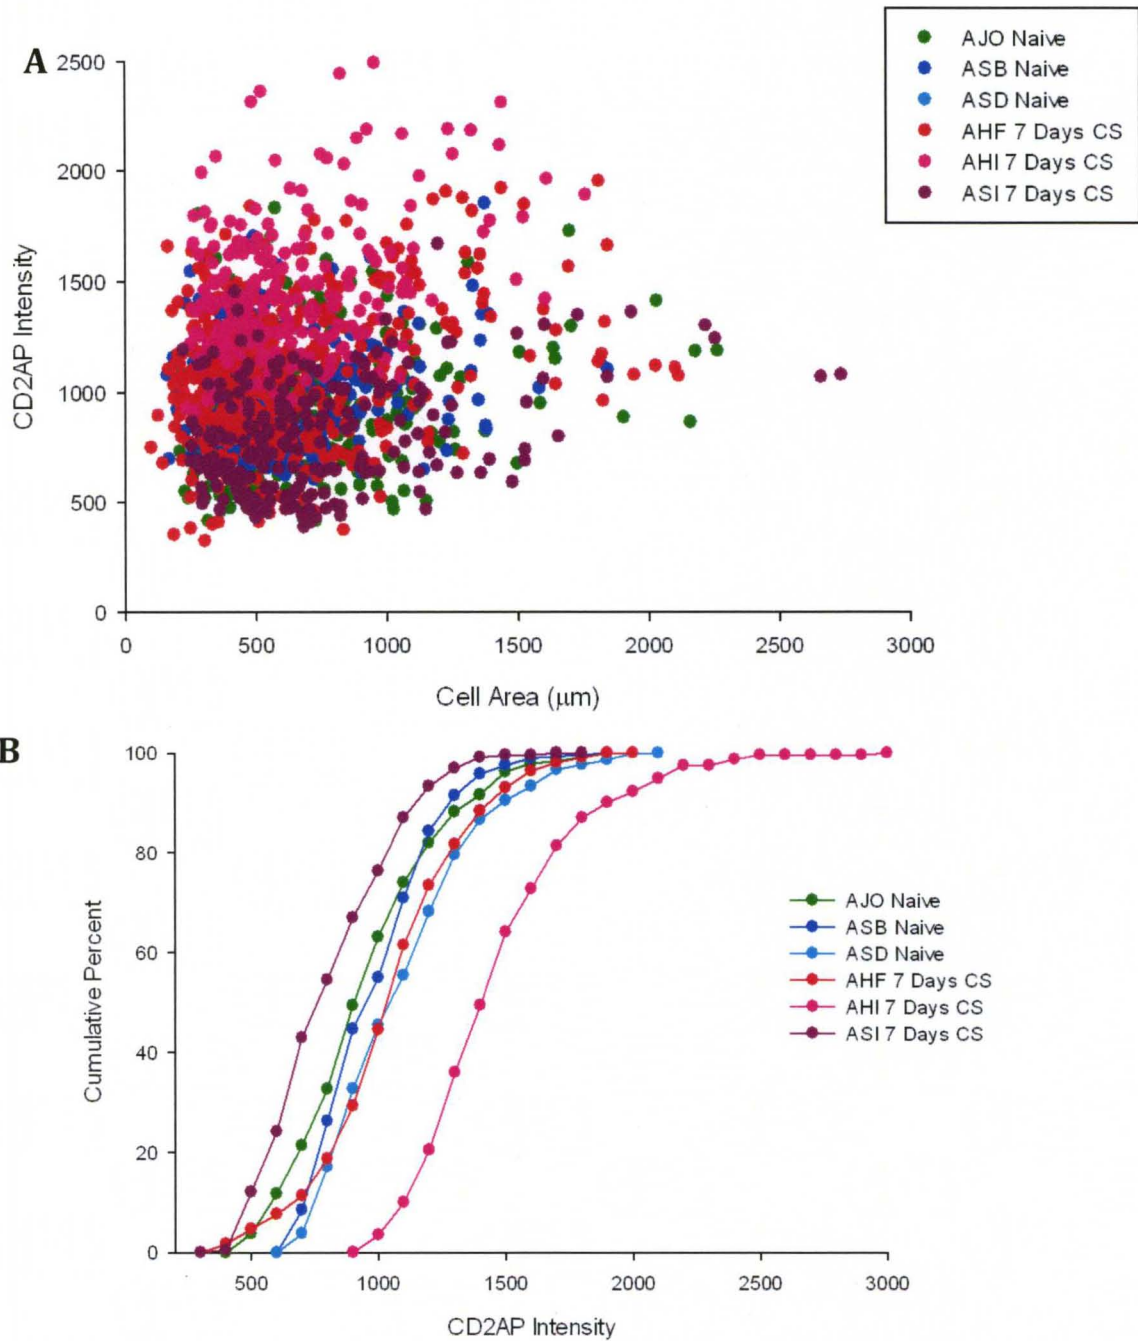 A
AJO Naive
ASB Naive
ASD Naive
AHF 7 Days CS
AHI 7 Days CS
ASI 7 Days CS
2500
2000
1500
1000
500
0
CD2AP Intensity
0 500 1000 1500 2000 2500 3000
Cell Area (μm)
B
100
80
60
40
20
0
Cumulative Percent
AJO Naive
ASB Naive
ASD Naive
AHF 7 Days CS
AHI 7 Days CS
ASI 7 Days CS
500 1000 1500 2000 2500 3000
CD2AP Intensity